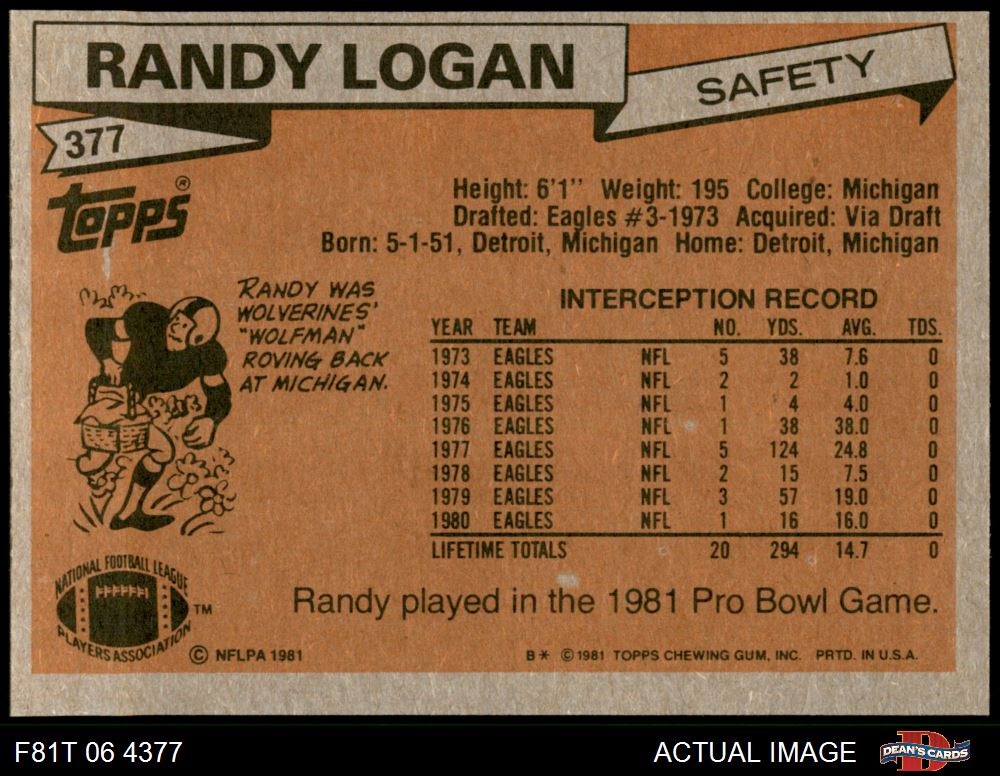 RANDY LOGAN
SAFETY
377
TOPPS®
Height: 6'1'' Weight: 195 College: Michigan
Drafted: Eagles #3-1973 Acquired: Via Draft
Born: 5-1-51, Detroit, Michigan Home: Detroit, Michigan
RANDY WAS
WOLVERINES'
"WOLFMAN"
ROVING BACK
AT MICHIGAN.
INTERCEPTION RECORD
YEAR TEAM NO. YDS. AVG. TDS.
1973 EAGLES NFL 5 38 7.6 0
1974 EAGLES NFL 2 2 1.0 0
1975 EAGLES NFL 1 4 4.0 0
1976 EAGLES NFL 1 38 38.0 0
1977 EAGLES NFL 5 124 24.8 0
1978 EAGLES NFL 2 15 7.5 0
1979 EAGLES NFL 3 57 19.0 0
1980 EAGLES NFL 1 16 16.0 0
LIFETIME TOTALS 20 294 14.7 0
Randy played in the 1981 Pro Bowl Game.
NATIONAL FOOTBALL LEAGUE
PLAYERS ASSOCIATION
TM
© NFLPA 1981
B* ©1981 TOPPS CHEWING GUM, INC. PRTD. IN U.S.A.
F81T 06 4377
ACTUAL IMAGE
D
DEAN'S CARDS